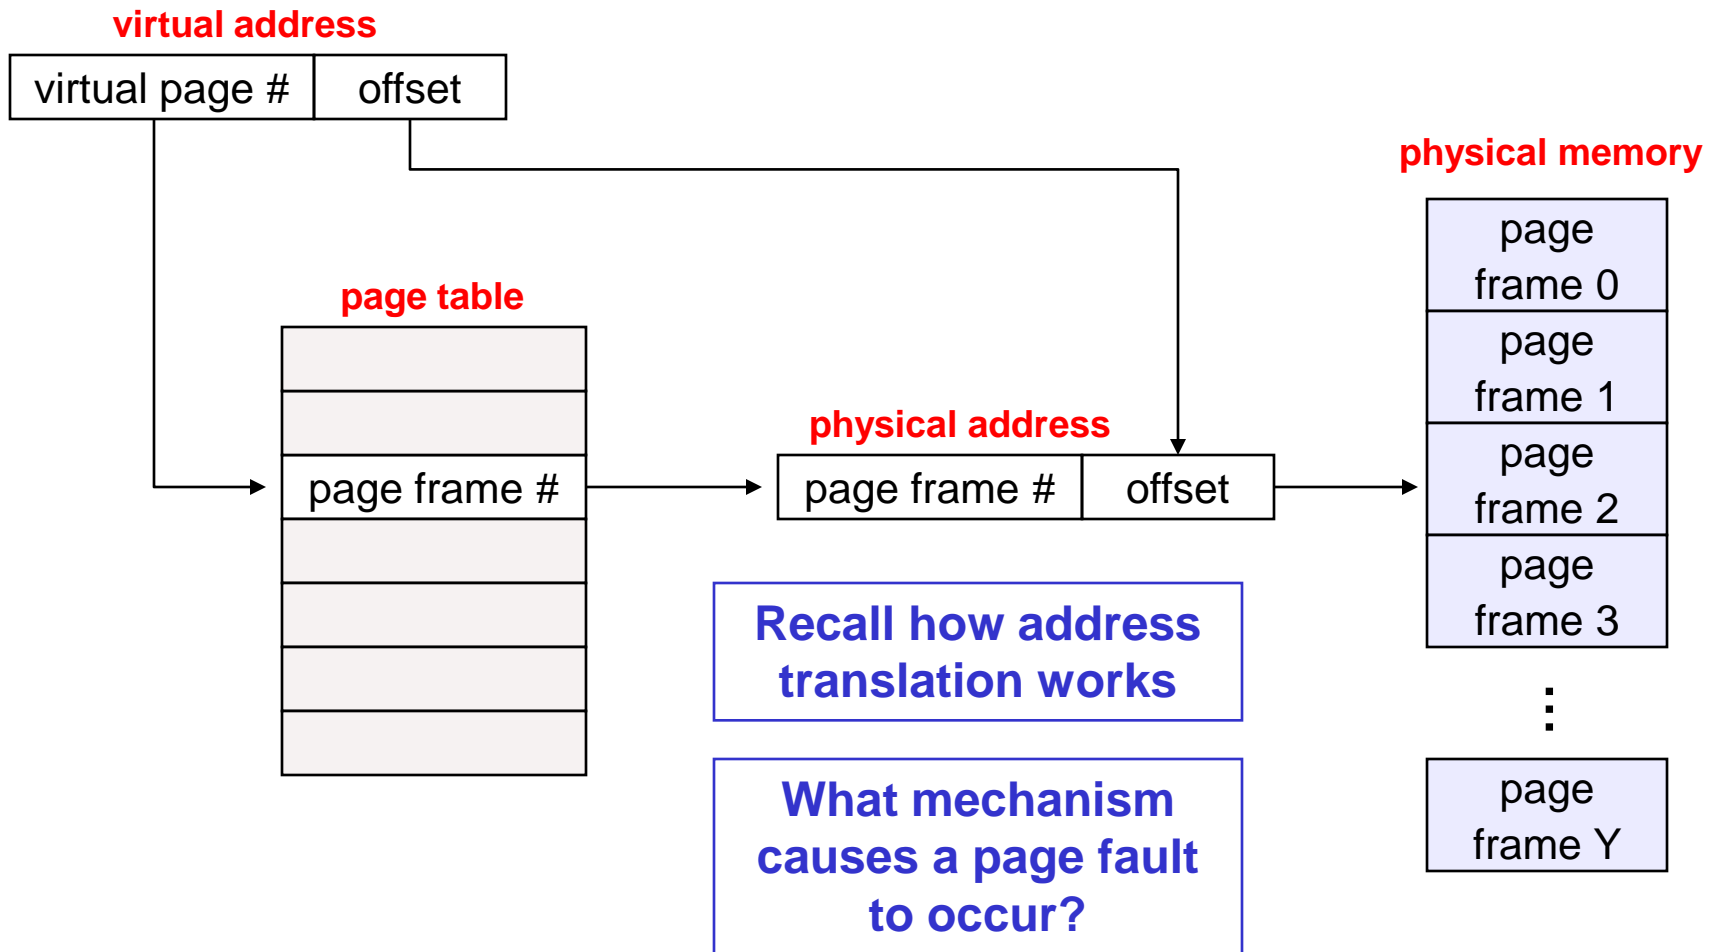 virtual address
virtual page #
offset
physical memory
page
frame 0
page
frame 1
page
frame 2
page
frame 3
⋮
page
frame Y
page table
page frame #
physical address
page frame #
offset
Recall how address
translation works
What mechanism
causes a page fault
to occur?